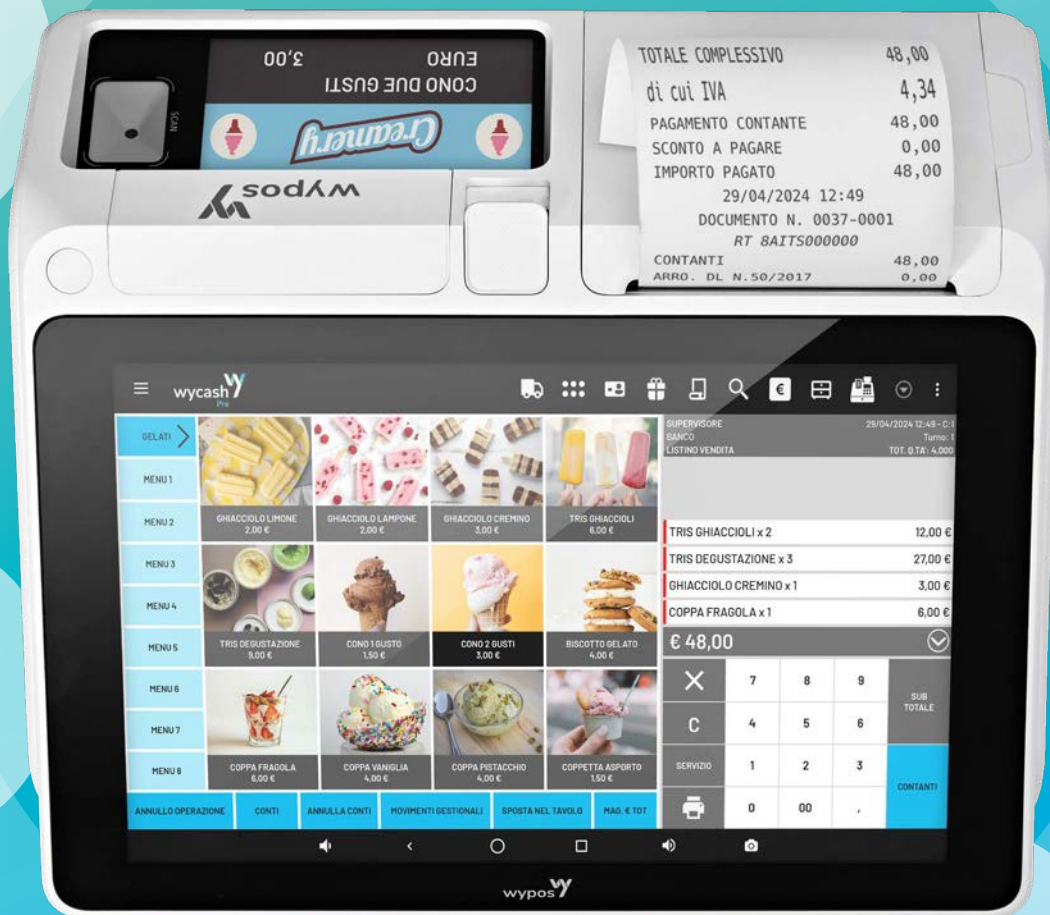 CONO DUE GUSTI
EURO 3,00
Creamery
SCAN
wypos
TOTALE COMPLESSIVO 48,00
di cui IVA 4,34
PAGAMENTO CONTANTE 48,00
SCONTO A PAGARE 0,00
IMPORTO PAGATO 48,00
29/04/2024 12:49
DOCUMENTO N. 0037-0001
RT 8AITS000000
CONTANTI 48,00
ARRO. DL N.50/2017 0,00
wycash
Pro
€
GELATI
MENU 1
MENU 2
MENU 3
MENU 4
MENU 5
MENU 6
MENU 7
MENU 8
GHIACCIOLO LIMONE
2,00 €
GHIACCIOLO LAMPONE
2,00 €
GHIACCIOLO CREMINO
3,00 €
TRIS GHIACCIOLI
6,00 €
TRIS DEGUSTAZIONE
9,00 €
CONO 1 GUSTO
1,50 €
CONO 2 GUSTI
3,00 €
BISCOTTO GELATO
4,00 €
COPPA FRAGOLA
6,00 €
COPPA VANIGLIA
4,00 €
COPPA PISTACCHIO
4,00 €
COPPETTA ASPORTO
1,50 €
SUPERVISORE 29/04/2024 12:49 - C:1
BANCO Turno: 1
LISTINO VENDITA TOT. Q.TA': 4,000
TRIS GHIACCIOLI x 2 12,00 €
TRIS DEGUSTAZIONE x 3 27,00 €
GHIACCIOLO CREMINO x 1 3,00 €
COPPA FRAGOLA x 1 6,00 €
€ 48,00
7 8 9
SUB
TOTALE
C 4 5 6
SERVIZIO 1 2 3
CONTANTI
0 00 ,
ANNULLO OPERAZIONE CONTI ANNULLA CONTI MOVIMENTI GESTIONALI SPOSTA NEL TAVOLO MAG. € TOT
wypos